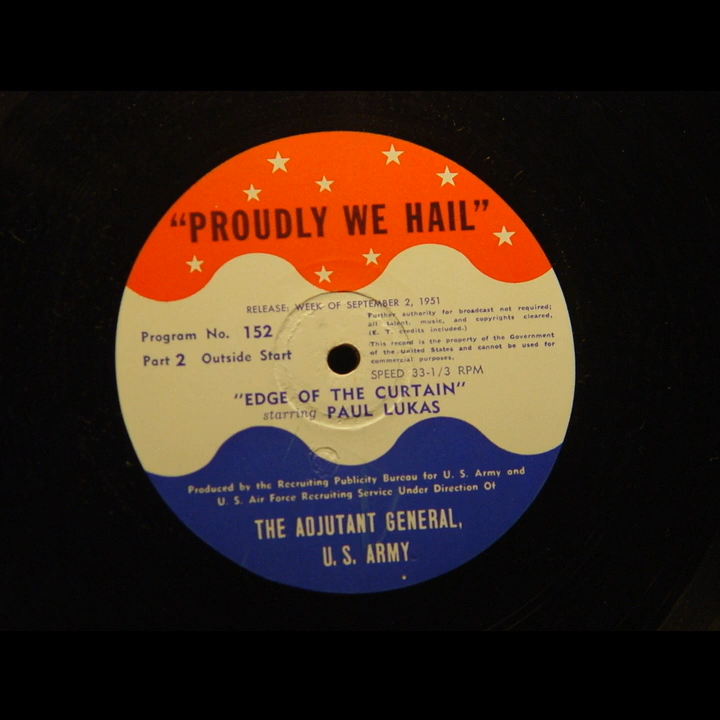 "PROUDLY WE HAIL"
RELEASE: WEEK OF SEPTEMBER 2, 1951
Program No. 152
Part 2 Outside Start
Further authority for broadcast not required;
all talent, music, and copyrights cleared.
(E. T. credits included.)
This record is the property of the Government
of the United States and cannot be used for
commercial purposes.
SPEED 33-1/3 RPM
"EDGE OF THE CURTAIN"
starring PAUL LUKAS
Produced by the Recruiting Publicity Bureau for U. S. Army and
U. S. Air Force Recruiting Service Under Direction Of
THE ADJUTANT GENERAL,
U. S. ARMY